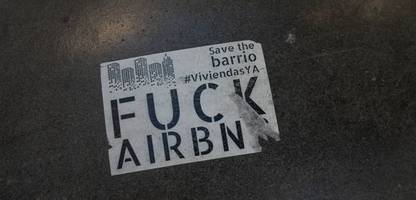 Save the
barrio
#ViviendasYA
FUCK
AIRBN